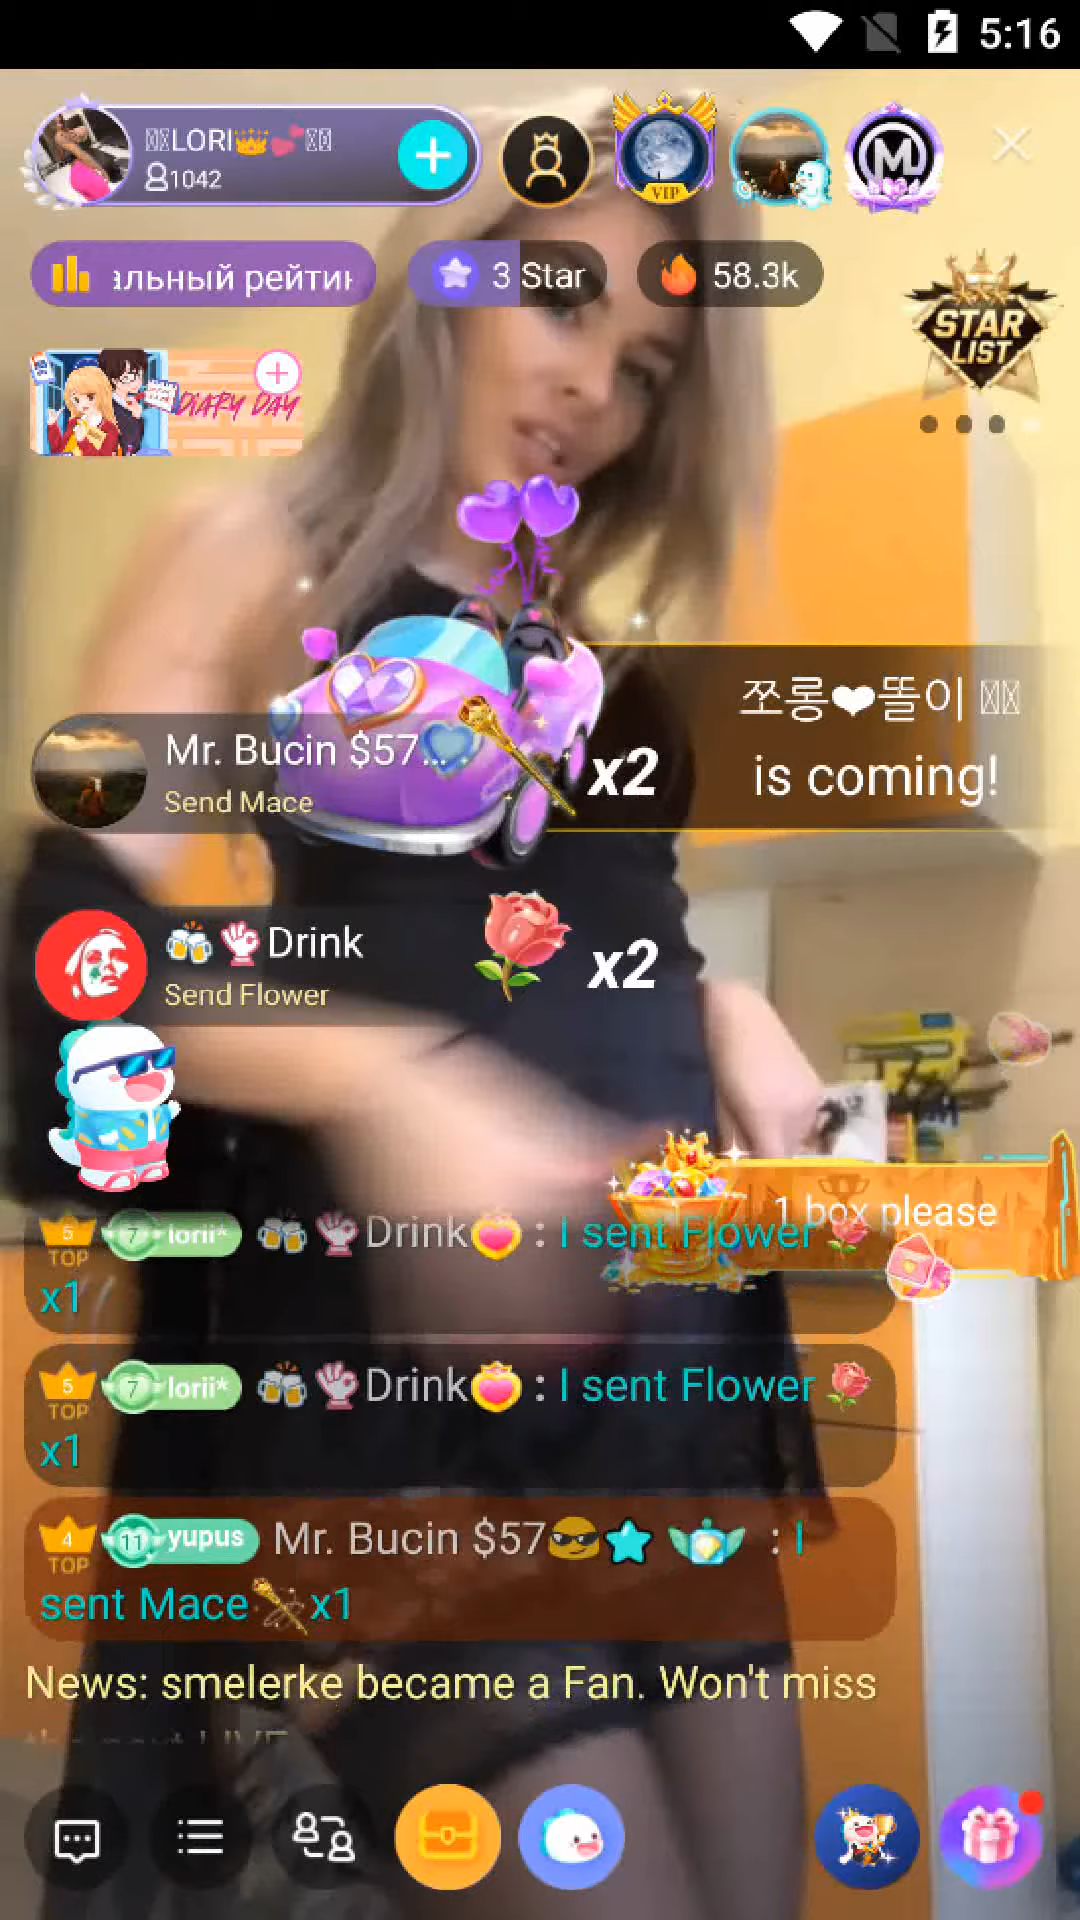 5:16
LORI
1042
VIP
M
альный рейтин
3 Star
58.3k
STAR
LIST
DIARY DAY
쪼롱❤똘이
is coming!
Mr. Bucin $57...
Send Mace
x2
Drink
Send Flower
x2
1 box please
5 TOP 7 lorii* Drink : I sent Flower
x1
5 TOP 7 lorii* Drink : I sent Flower
x1
4 TOP 11 yupus Mr. Bucin $57 : I
sent Mace x1
News: smelerke became a Fan. Won't miss